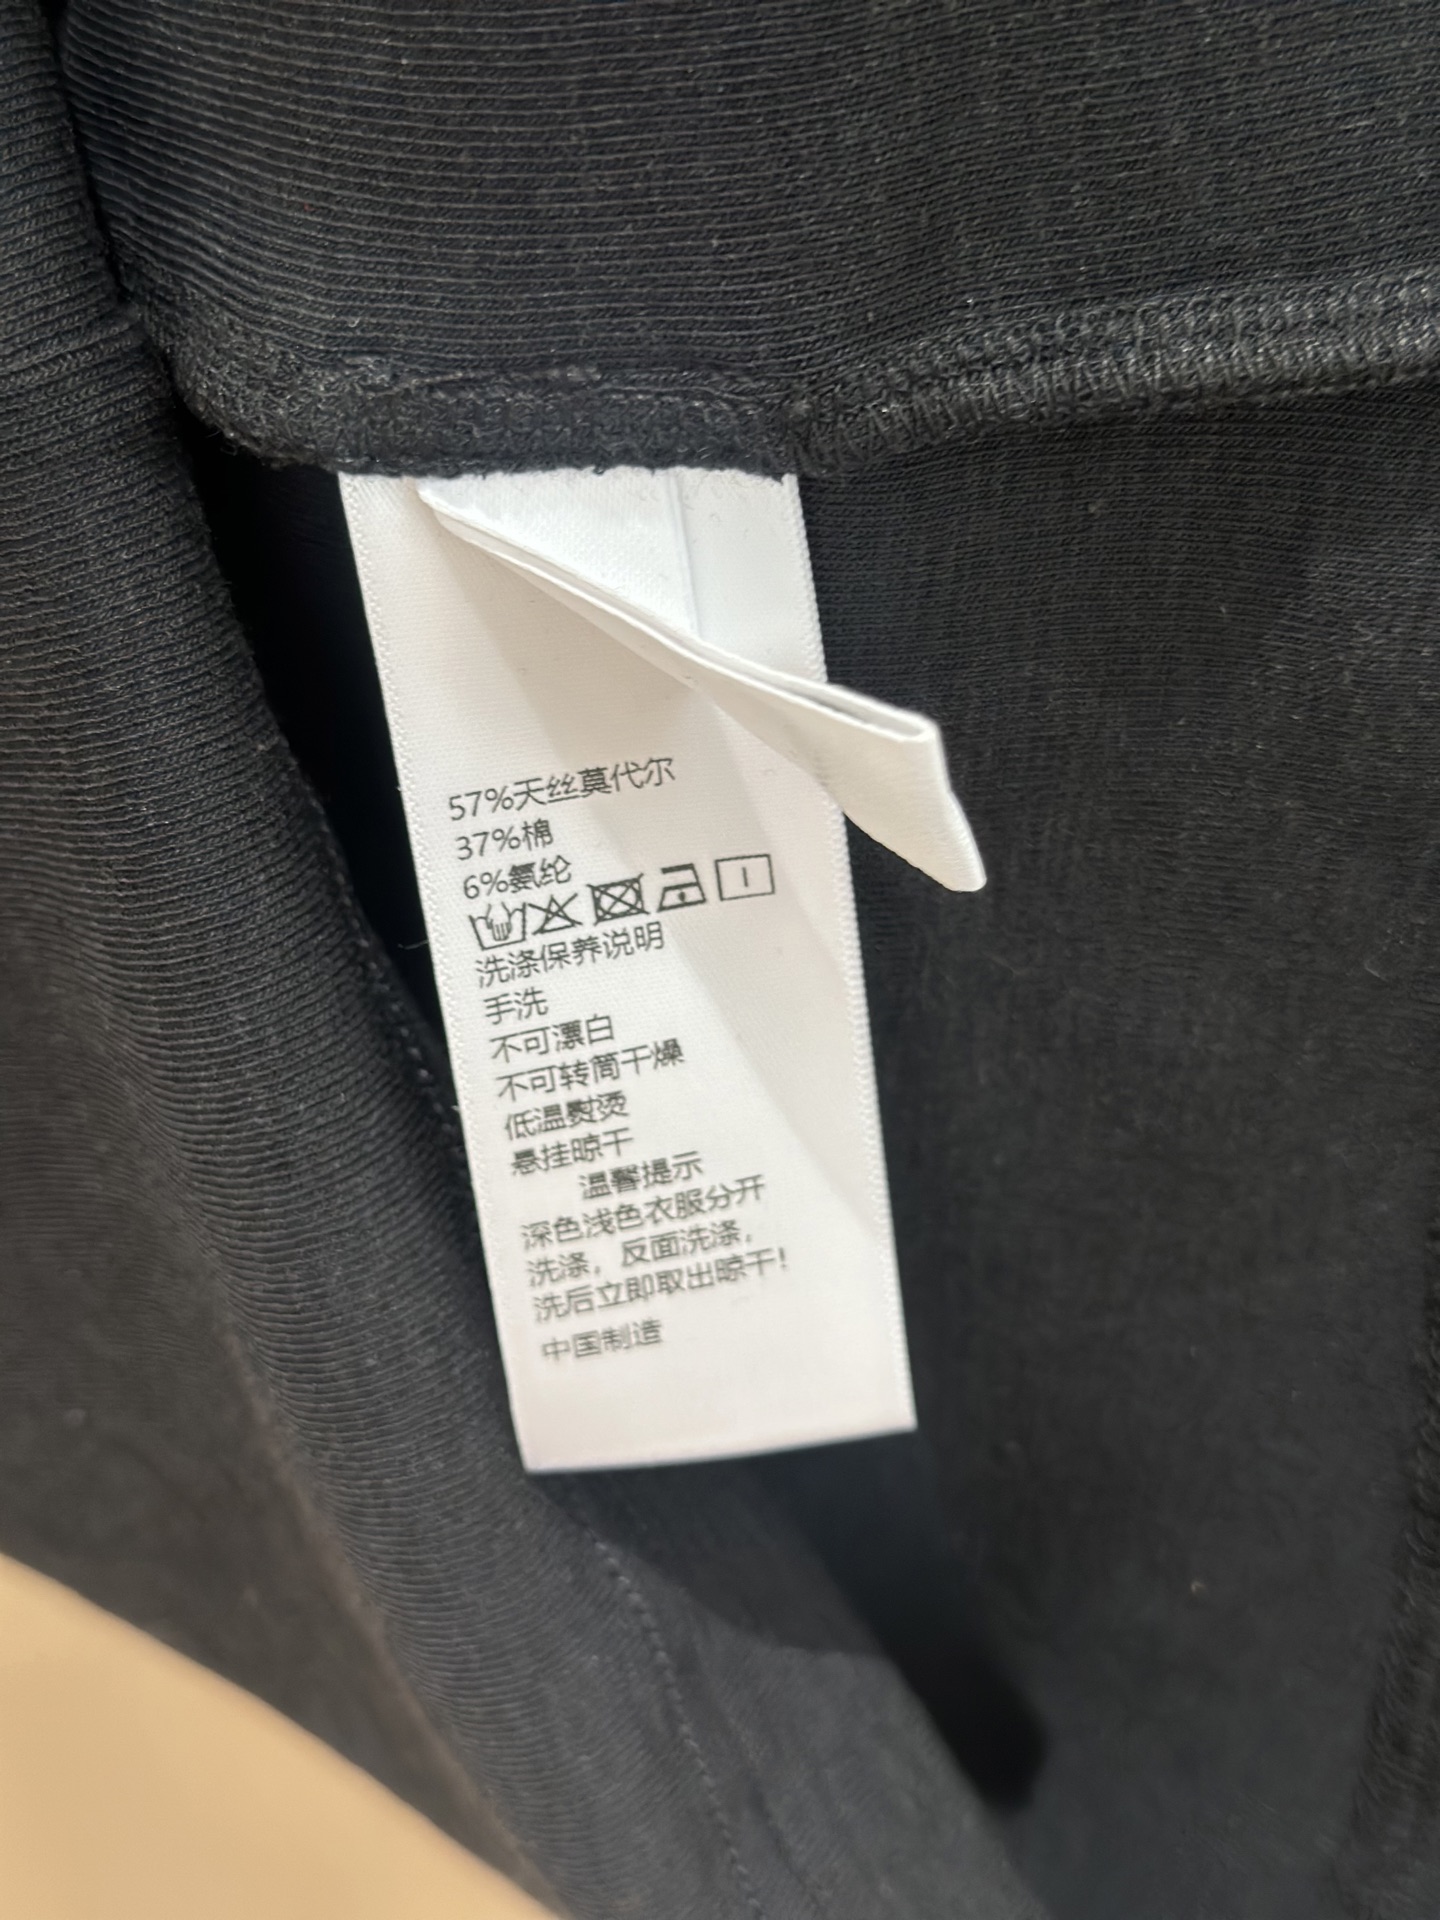 57%天丝莫代尔
37%棉
6%氨纶
洗涤保养说明
手洗
不可漂白
不可转筒干燥
低温熨烫
悬挂晾干
温馨提示
深色浅色衣服分开
洗涤，反面洗涤，
洗后立即取出晾干！
中国制造